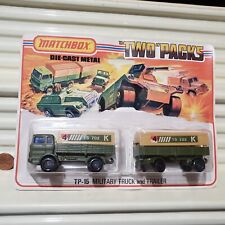 MATCHBOX
DIE-CAST METAL
"TWO PACKS"
K
K
TP-15 MILITARY TRUCK and TRAILER